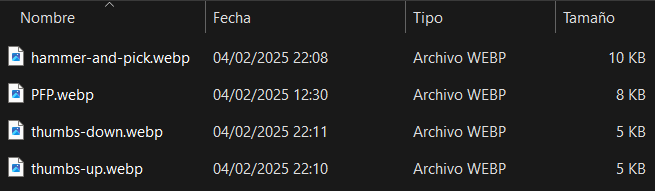 Nombre Fecha Tipo Tamaño
hammer-and-pick.webp 04/02/2025 22:08 Archivo WEBP 10 KB
PFP.webp 04/02/2025 12:30 Archivo WEBP 8 KB
thumbs-down.webp 04/02/2025 22:11 Archivo WEBP 5 KB
thumbs-up.webp 04/02/2025 22:10 Archivo WEBP 5 KB